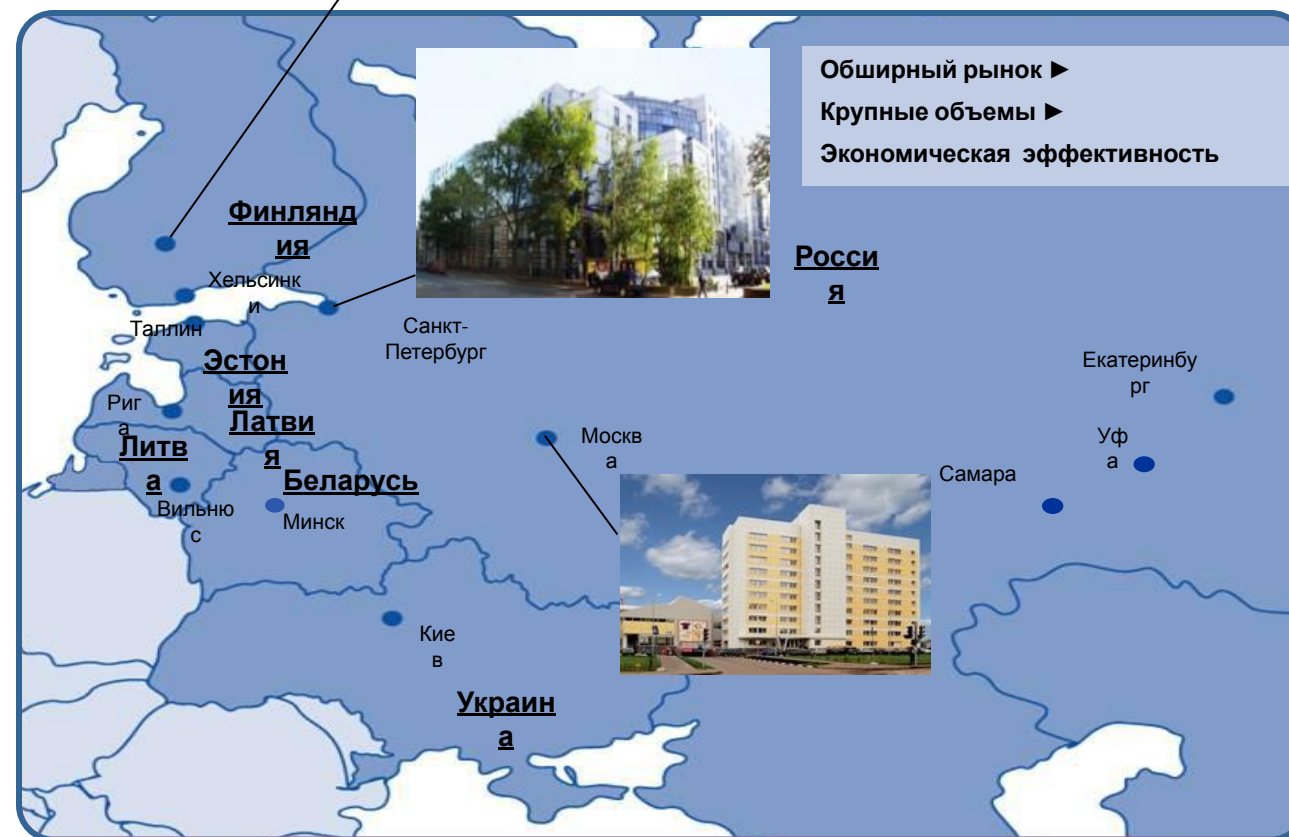 Обширный рынок ►
Крупные объемы ►
Экономическая эффективность
Финлянд
ия
Росси
я
Хельсинк
и
Таллин
Санкт-
Петербург
Эстон
ия
Екатеринбу
рг
Риг
а
Латви
я
Москв
а
Уф
а
Литв
а
Беларусь
Самара
Вильню
с
Минск
Кие
в
Украин
а